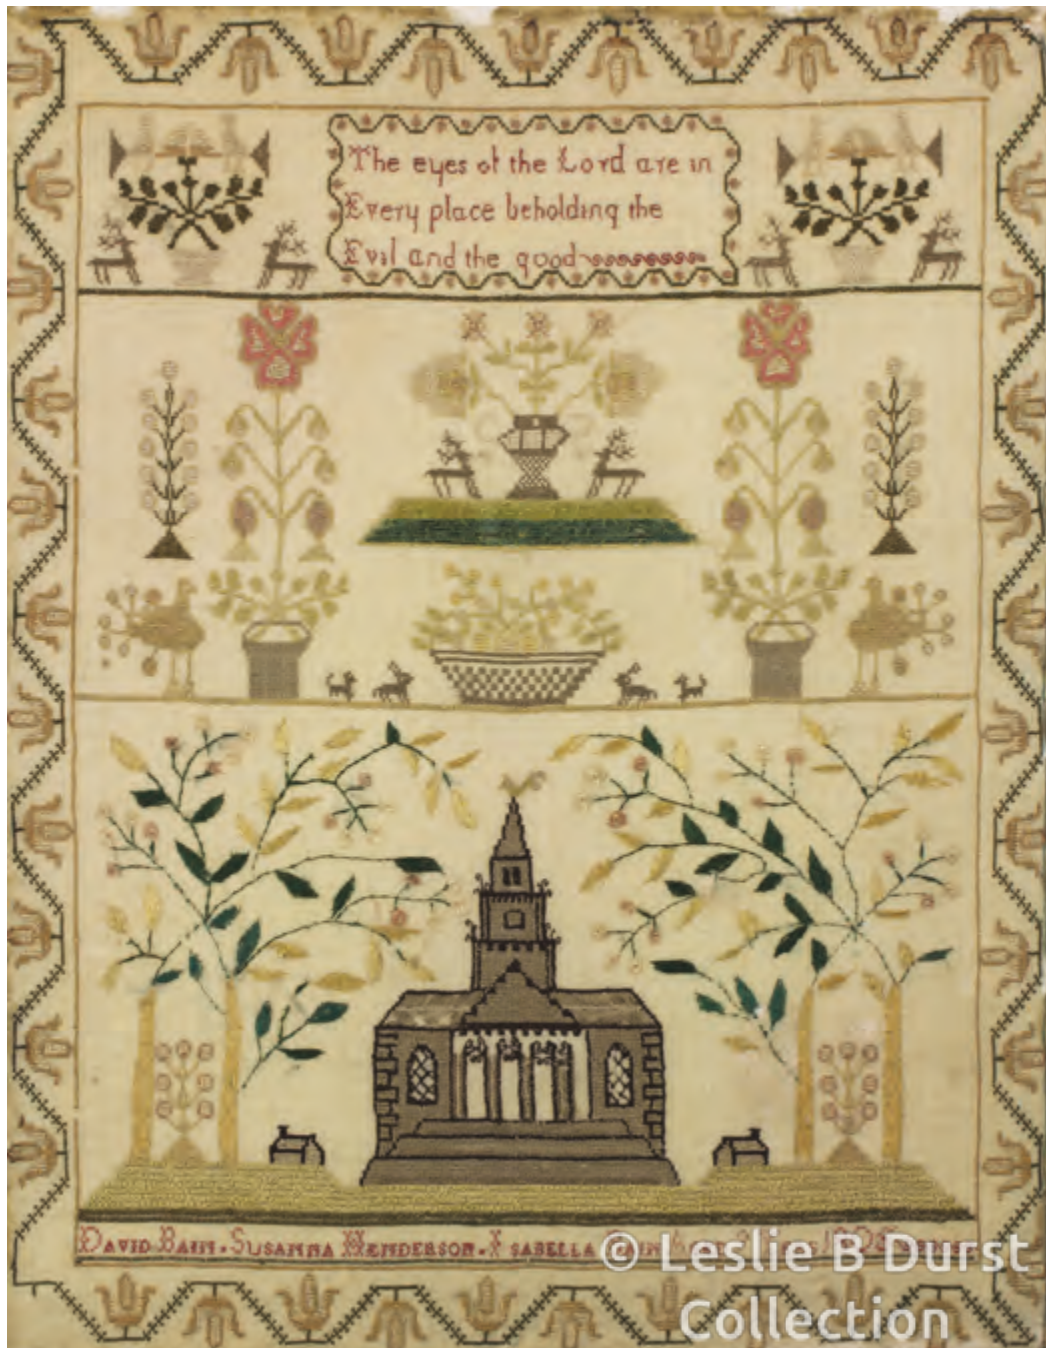 The eyes of the Lord are in
Every place beholding the
Evil and the good
David Bain. Susanna Henderson. Isabella
© Leslie B Durst
Collection